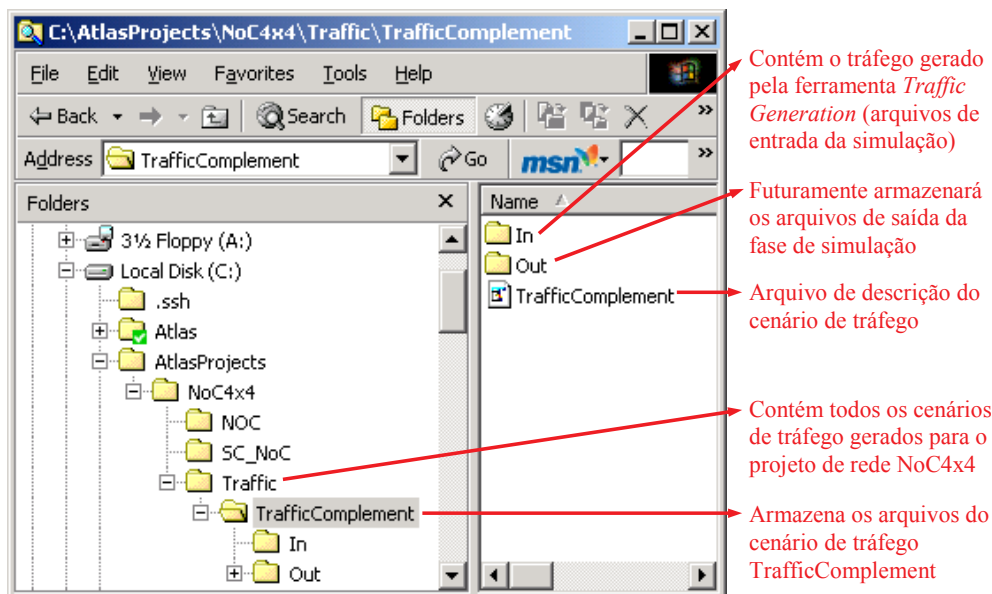 C:\AtlasProjects\NoC4x4\Traffic\TrafficComplement
File Edit View Favorites Tools Help
Back Search Folders »
Address TrafficComplement Go msn »
Folders
3½ Floppy (A:)
Local Disk (C:)
.ssh
Atlas
AtlasProjects
NoC4x4
NOC
SC_NoC
Traffic
TrafficComplement
In
Out
Name
In
Out
TrafficComplement
Contém o tráfego gerado
pela ferramenta Traffic
Generation (arquivos de
entrada da simulação)
Futuramente armazenará
os arquivos de saída da
fase de simulação
Arquivo de descrição do
cenário de tráfego
Contém todos os cenários
de tráfego gerados para o
projeto de rede NoC4x4
Armazena os arquivos do
cenário de tráfego
TrafficComplement